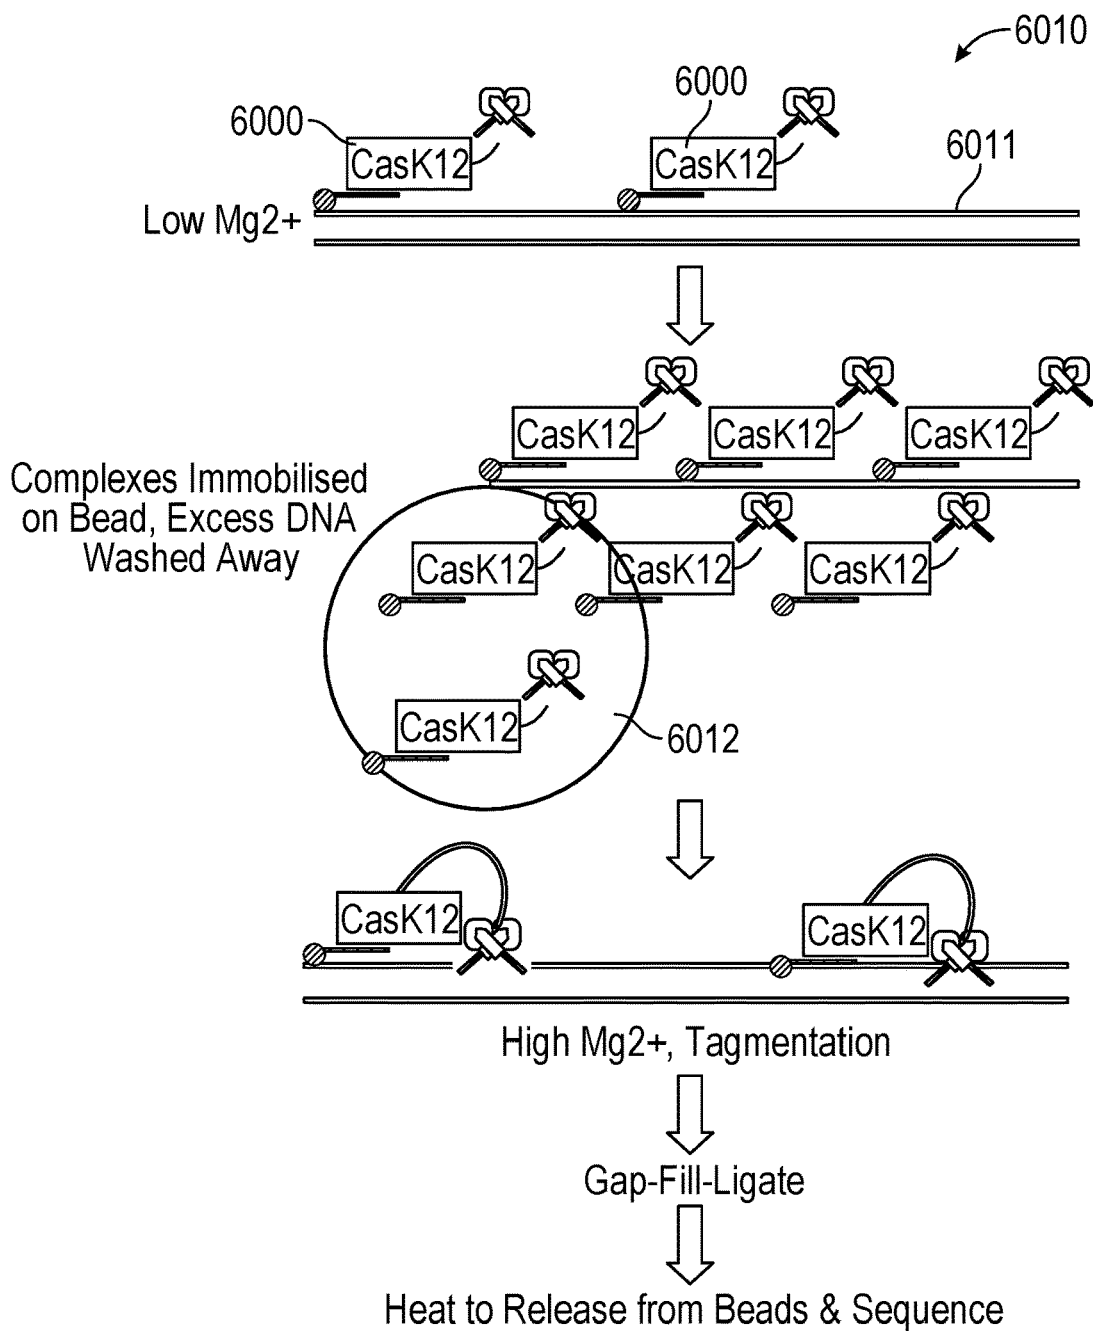 6010
6000
6000
CasK12
CasK12
6011
Low Mg2+
CasK12
CasK12
CasK12
Complexes Immobilised
on Bead, Excess DNA
Washed Away
CasK12
CasK12
CasK12
CasK12
6012
CasK12
CasK12
High Mg2+, Tagmentation
Gap-Fill-Ligate
Heat to Release from Beads & Sequence